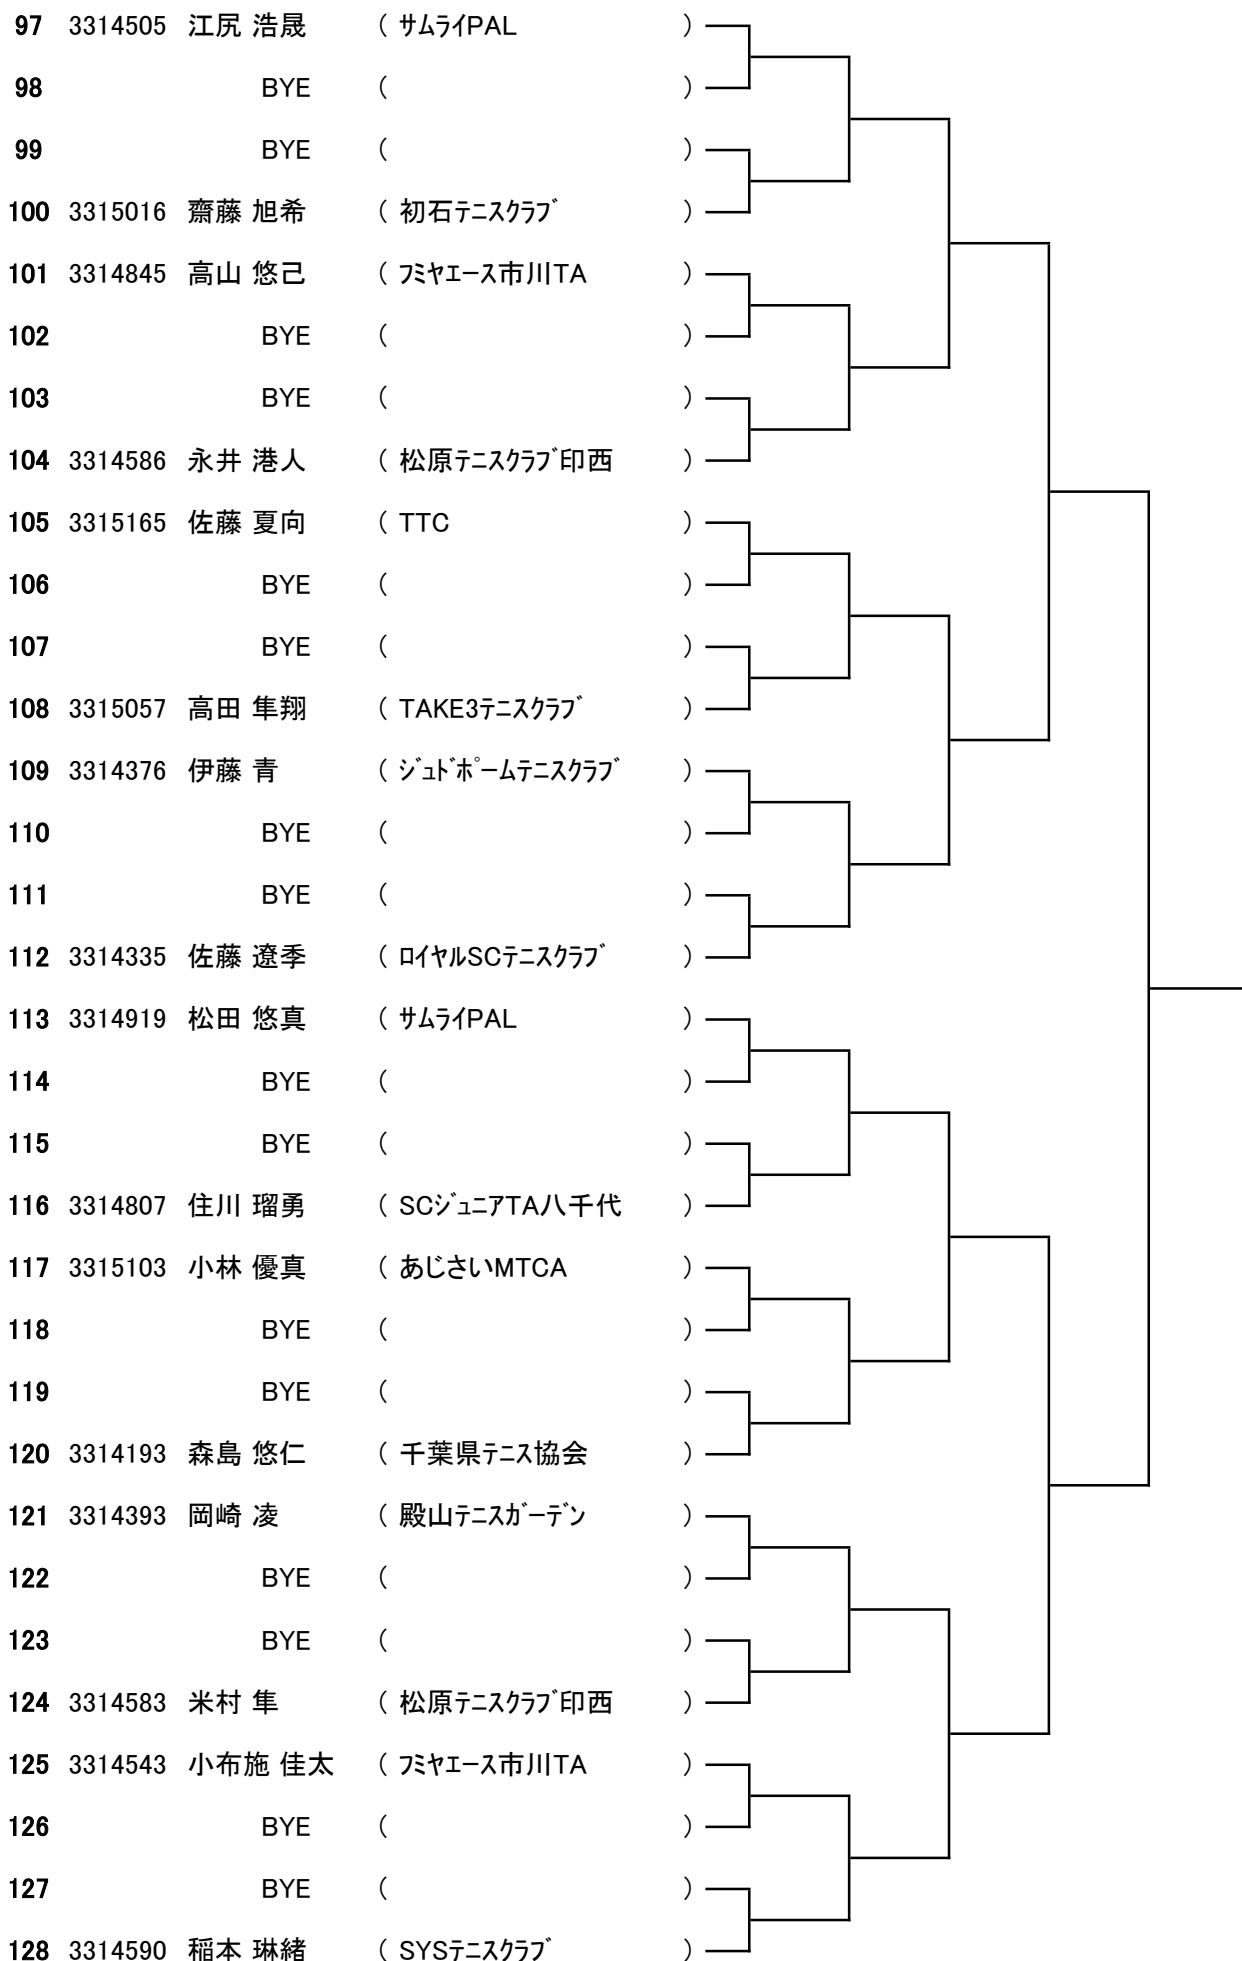 97 3314505 江尻 浩晟 ( ｻﾑﾗｲPAL )
98 BYE ( )
99 BYE ( )
100 3315016 齋藤 旭希 ( 初石ﾃﾆｽｸﾗﾌﾞ )
101 3314845 高山 悠己 ( ﾌﾐﾔｴｰｽ市川TA )
102 BYE ( )
103 BYE ( )
104 3314586 永井 港人 ( 松原ﾃﾆｽｸﾗﾌﾞ印西 )
105 3315165 佐藤 夏向 ( TTC )
106 BYE ( )
107 BYE ( )
108 3315057 高田 隼翔 ( TAKE3ﾃﾆｽｸﾗﾌﾞ )
109 3314376 伊藤 青 ( ｼﾞｭﾄﾞﾎﾟｰﾑﾃﾆｽｸﾗﾌﾞ )
110 BYE ( )
111 BYE ( )
112 3314335 佐藤 遼季 ( ﾛｲﾔﾙSCﾃﾆｽｸﾗﾌﾞ )
113 3314919 松田 悠真 ( ｻﾑﾗｲPAL )
114 BYE ( )
115 BYE ( )
116 3314807 住川 瑠勇 ( SCｼﾞｭﾆｱTA八千代 )
117 3315103 小林 優真 ( あじさいMTCA )
118 BYE ( )
119 BYE ( )
120 3314193 森島 悠仁 ( 千葉県ﾃﾆｽ協会 )
121 3314393 岡崎 凌 ( 殿山ﾃﾆｽｶﾞｰﾃﾞﾝ )
122 BYE ( )
123 BYE ( )
124 3314583 米村 隼 ( 松原ﾃﾆｽｸﾗﾌﾞ印西 )
125 3314543 小布施 佳太 ( ﾌﾐﾔｴｰｽ市川TA )
126 BYE ( )
127 BYE ( )
128 3314590 稲本 琳緒 ( SYSﾃﾆｽｸﾗﾌﾞ )